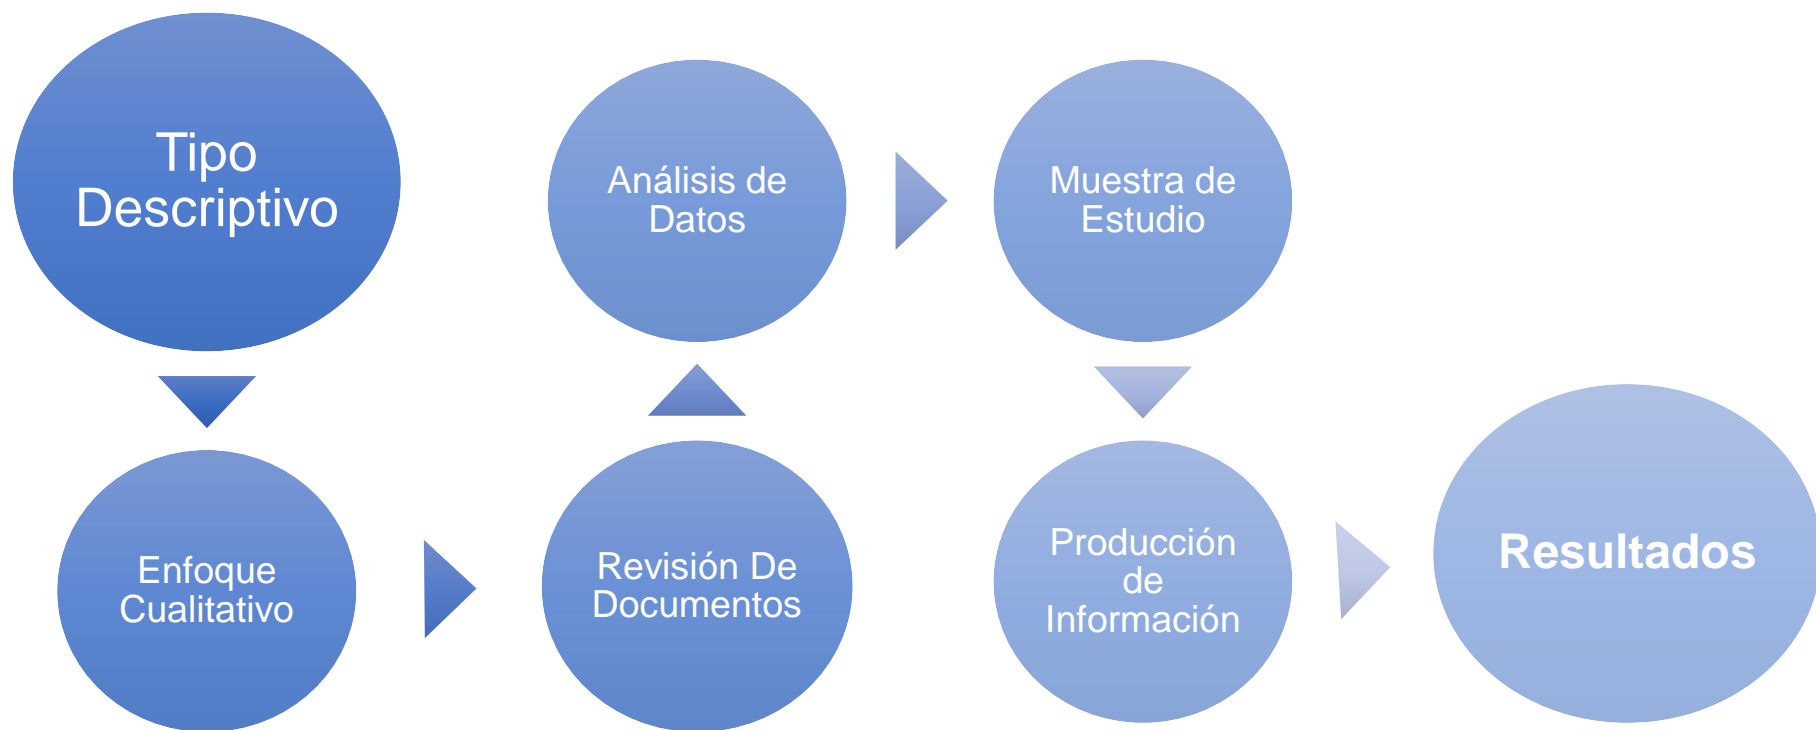 Tipo
Descriptivo
Enfoque
Cualitativo
Revisión De
Documentos
Análisis de
Datos
Muestra de
Estudio
Producción
de
Información
Resultados